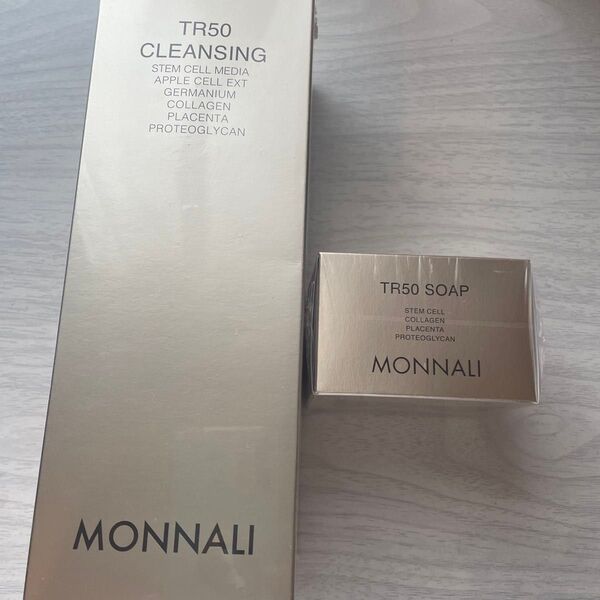 TR50
CLEANSING
STEM CELL MEDIA
APPLE CELL EXT
GERMANIUM
COLLAGEN
PLACENTA
PROTEOGLYCAN
MONNALI
TR50 SOAP
STEM CELL
COLLAGEN
PLACENTA
PROTEOGLYCAN
MONNALI